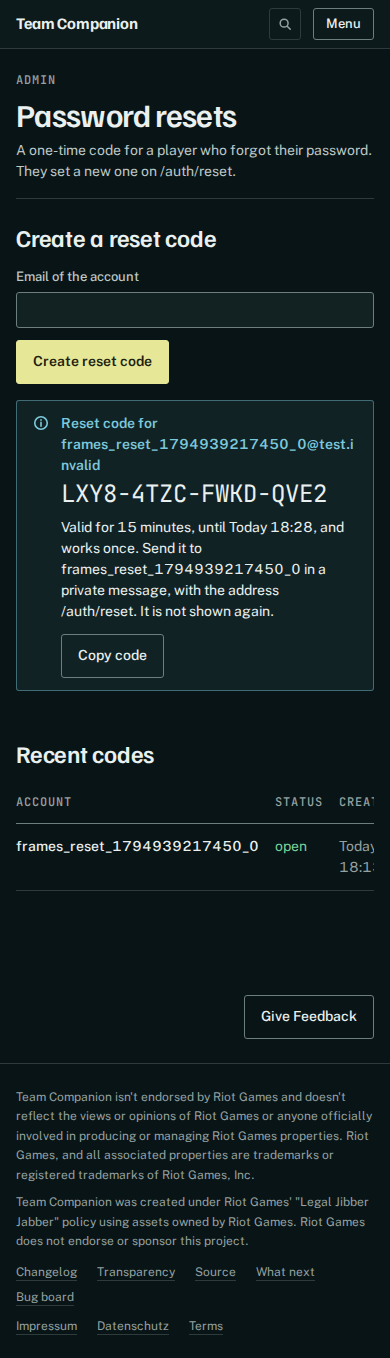 Team Companion
Menu
ADMIN
Password resets
A one-time code for a player who forgot their password.
They set a new one on /auth/reset.
Create a reset code
Email of the account
Create reset code
Reset code for
frames_reset_1794939217450_0@test.i
nvalid
LXY8-4TZC-FWKD-QVE2
Valid for 15 minutes, until Today 18:28, and
works once. Send it to
frames_reset_1794939217450_0 in a
private message, with the address
/auth/reset. It is not shown again.
Copy code
Recent codes
ACCOUNT STATUS
frames_reset_1794939217450_0 open Today
Give Feedback
Team Companion isn't endorsed by Riot Games and doesn't
reflect the views or opinions of Riot Games or anyone officially
involved in producing or managing Riot Games properties. Riot
Games, and all associated properties are trademarks or
registered trademarks of Riot Games, Inc.
Team Companion was created under Riot Games' "Legal Jibber
Jabber" policy using assets owned by Riot Games. Riot Games
does not endorse or sponsor this project.
Changelog Transparency Source What next
Bug board
Impressum Datenschutz Terms